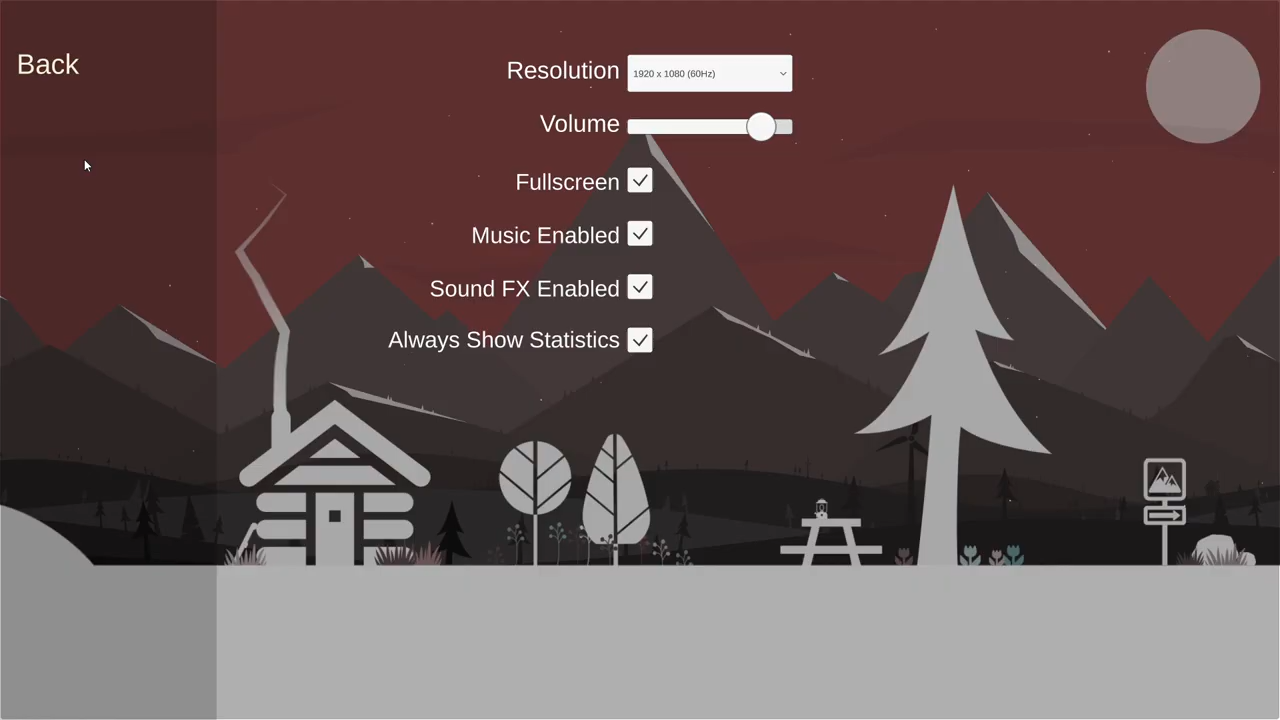 Back
Resolution 1920 x 1080 (60Hz)
Volume
Fullscreen
Music Enabled
Sound FX Enabled
Always Show Statistics